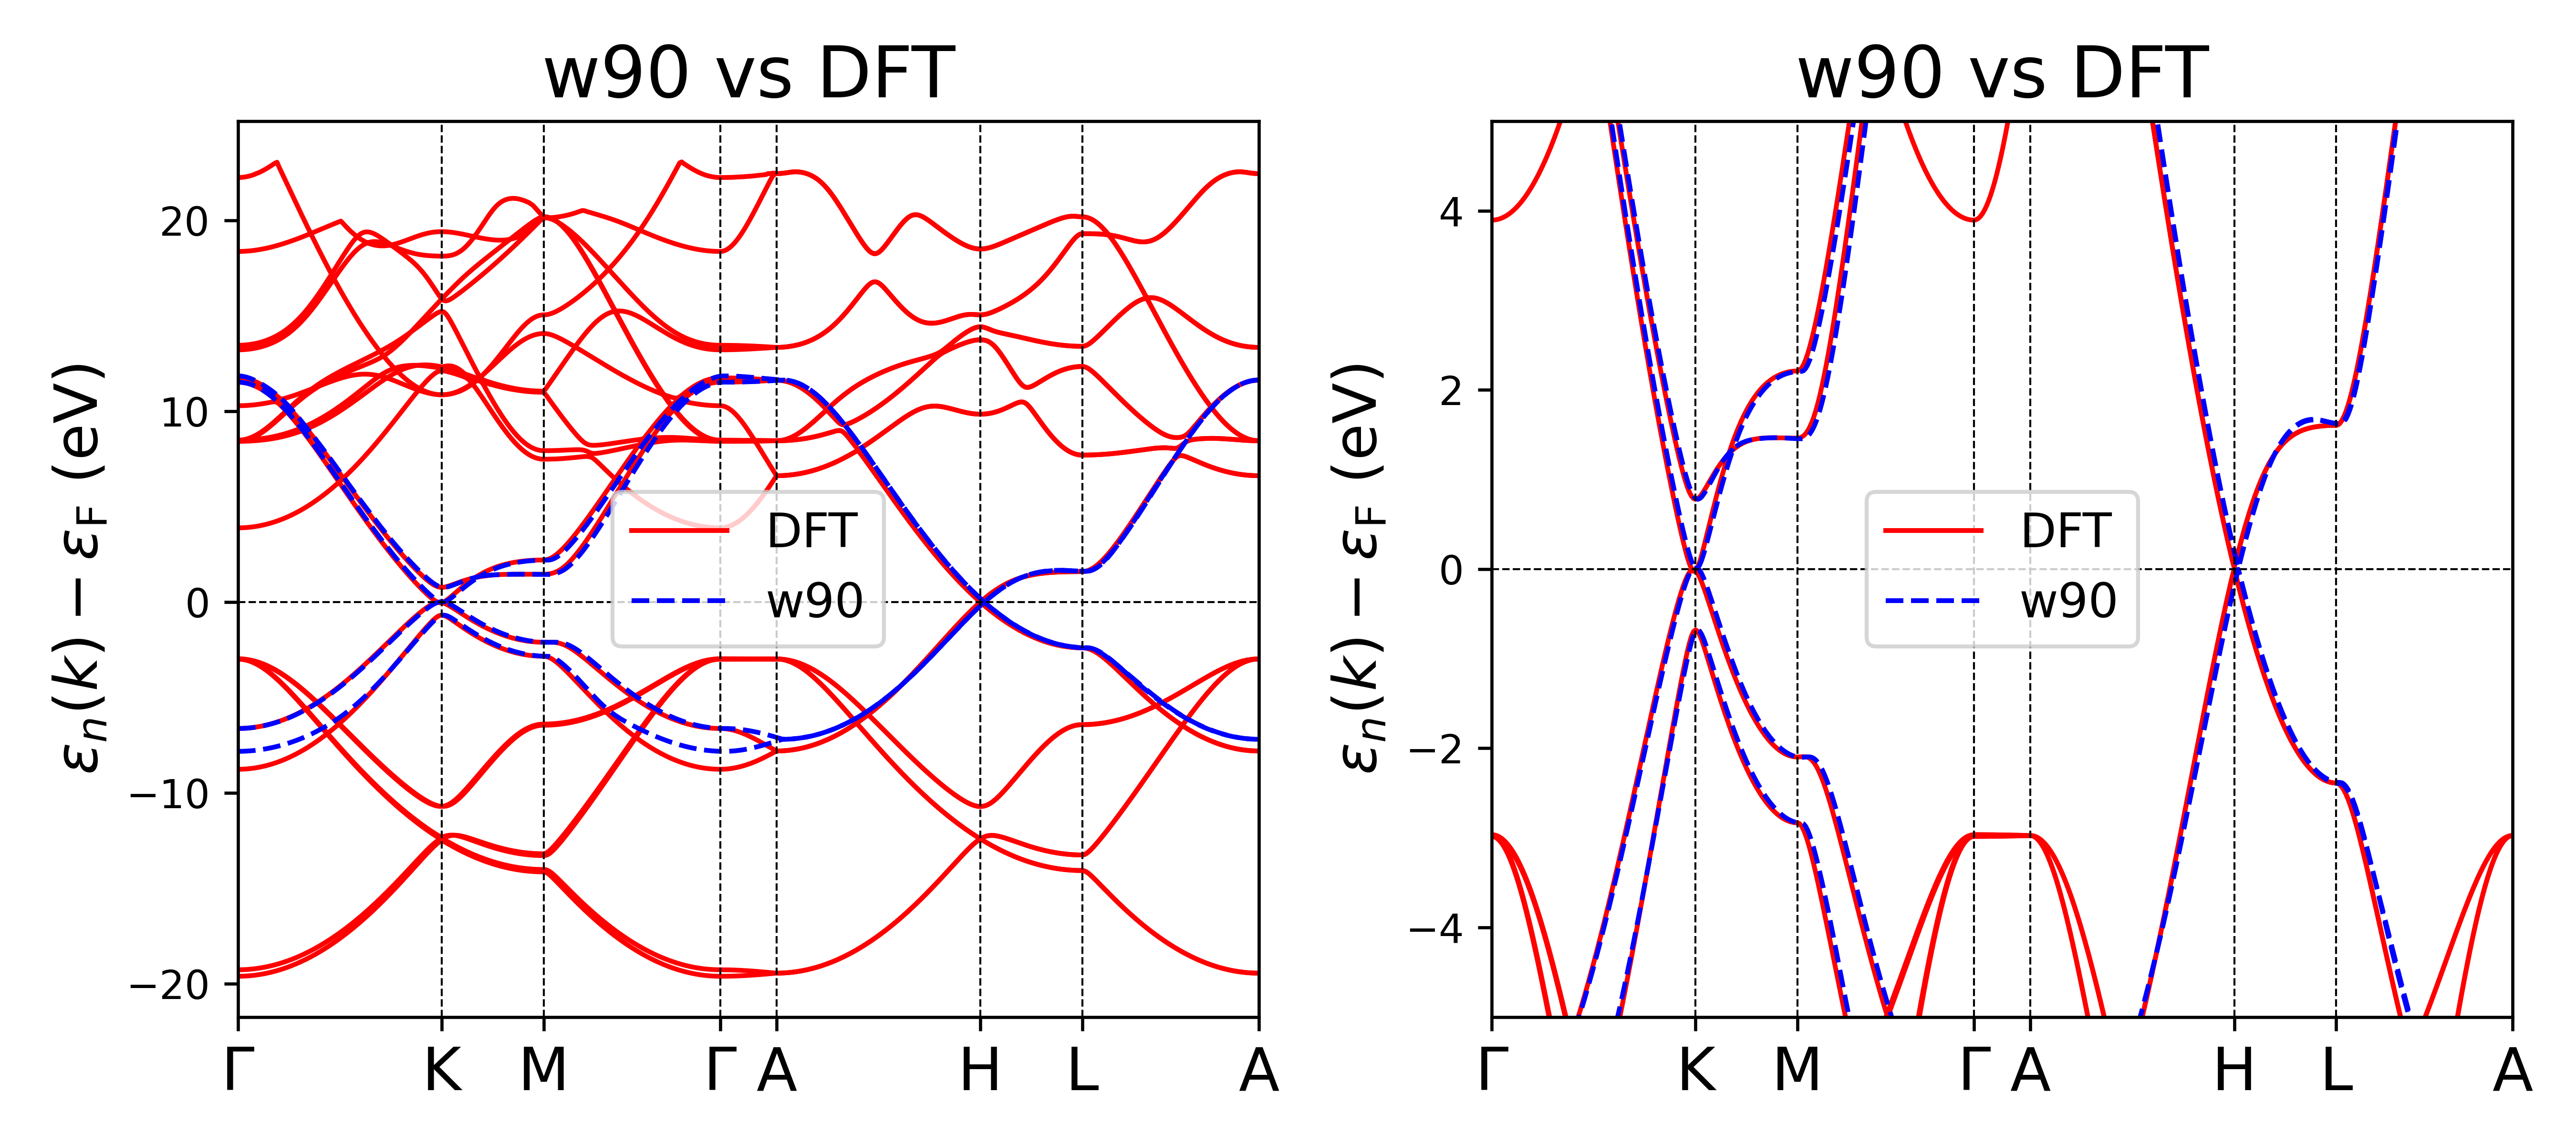 w90 vs DFT
εn(k) − εF (eV)
20
10
0
−10
−20
DFT
w90
Γ K M Γ A H L A
w90 vs DFT
εn(k) − εF (eV)
4
2
0
−2
−4
DFT
w90
Γ K M Γ A H L A